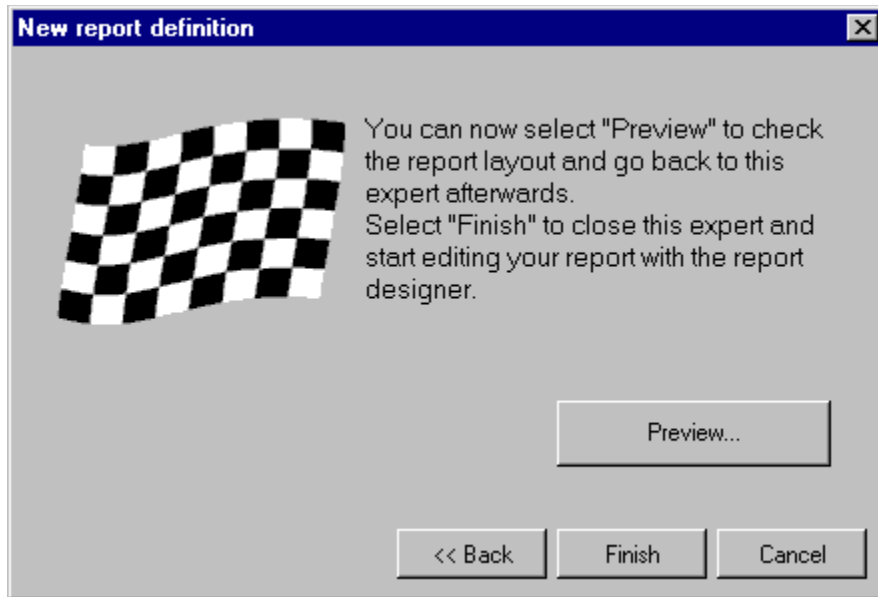 New report definition
You can now select "Preview" to check
the report layout and go back to this
expert afterwards.
Select "Finish" to close this expert and
start editing your report with the report
designer.
Preview...
<< Back
Finish
Cancel